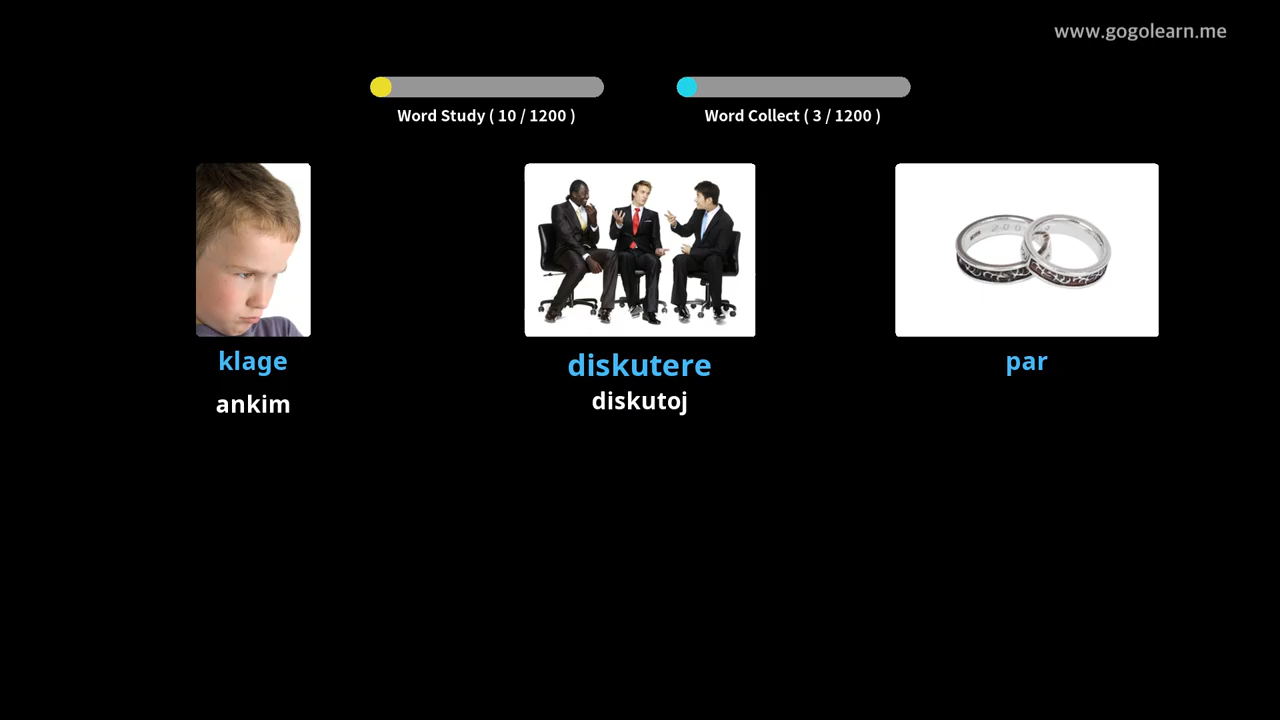 www.gogolearn.me
Word Study ( 10 / 1200 )
Word Collect ( 3 / 1200 )
klage
diskutere
par
ankim
diskutoj